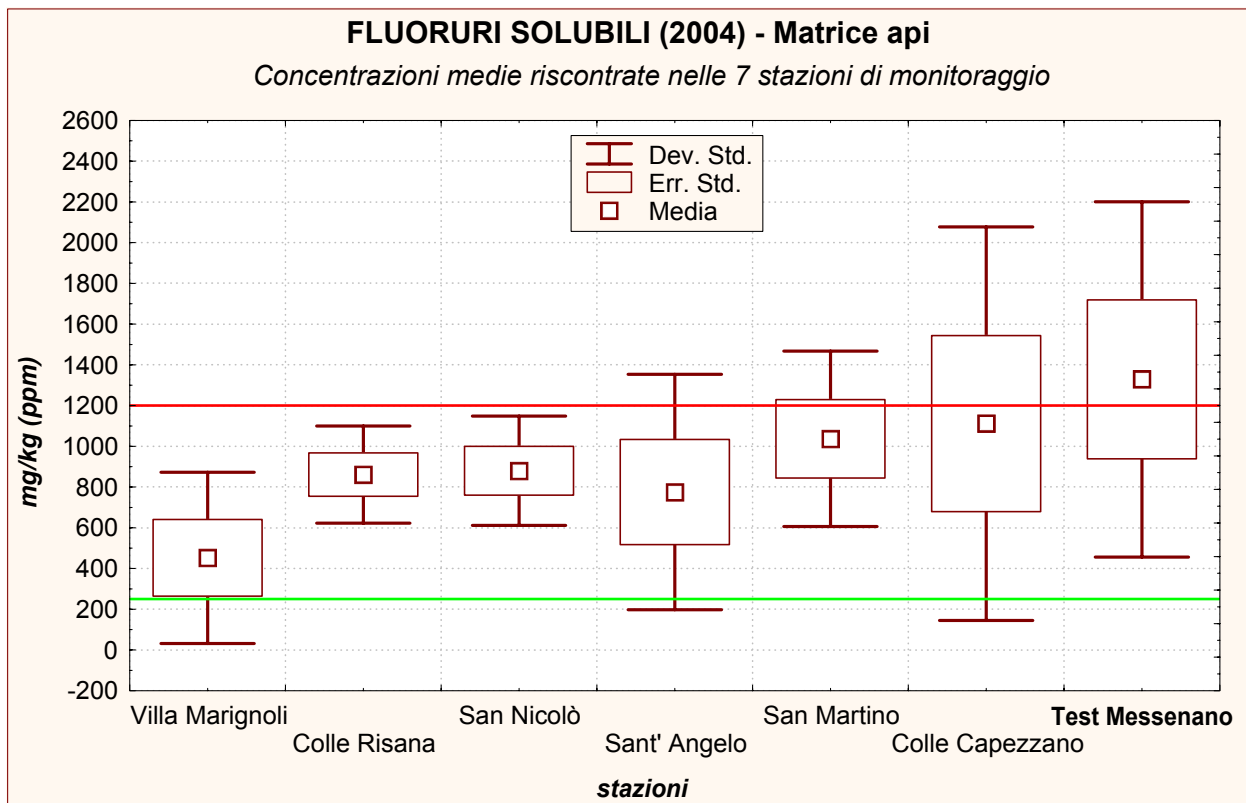 FLUORURI SOLUBILI (2004) - Matrice api
Concentrazioni medie riscontrate nelle 7 stazioni di monitoraggio
Dev. Std.
Err. Std.
Media
mg/kg (ppm)
2600
2400
2200
2000
1800
1600
1400
1200
1000
800
600
400
200
0
-200
Villa Marignoli
Colle Risana
San Nicolò
Sant' Angelo
San Martino
Colle Capezzano
Test Messenano
stazioni